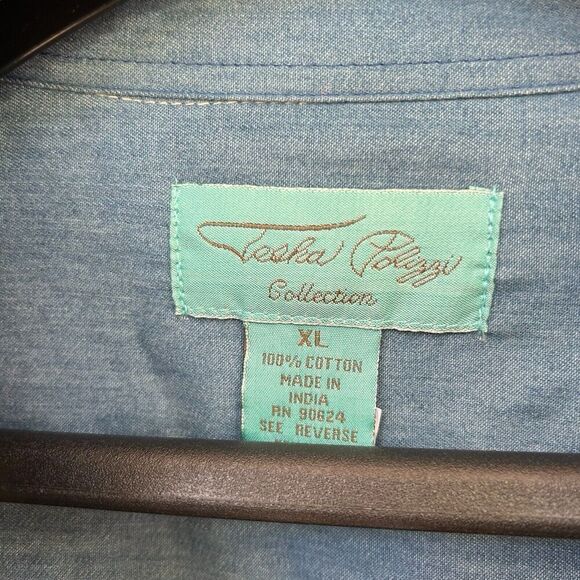 Tesha Polizzi
Collection
XL
100% COTTON
MADE IN
INDIA
RN 90624
SEE REVERSE